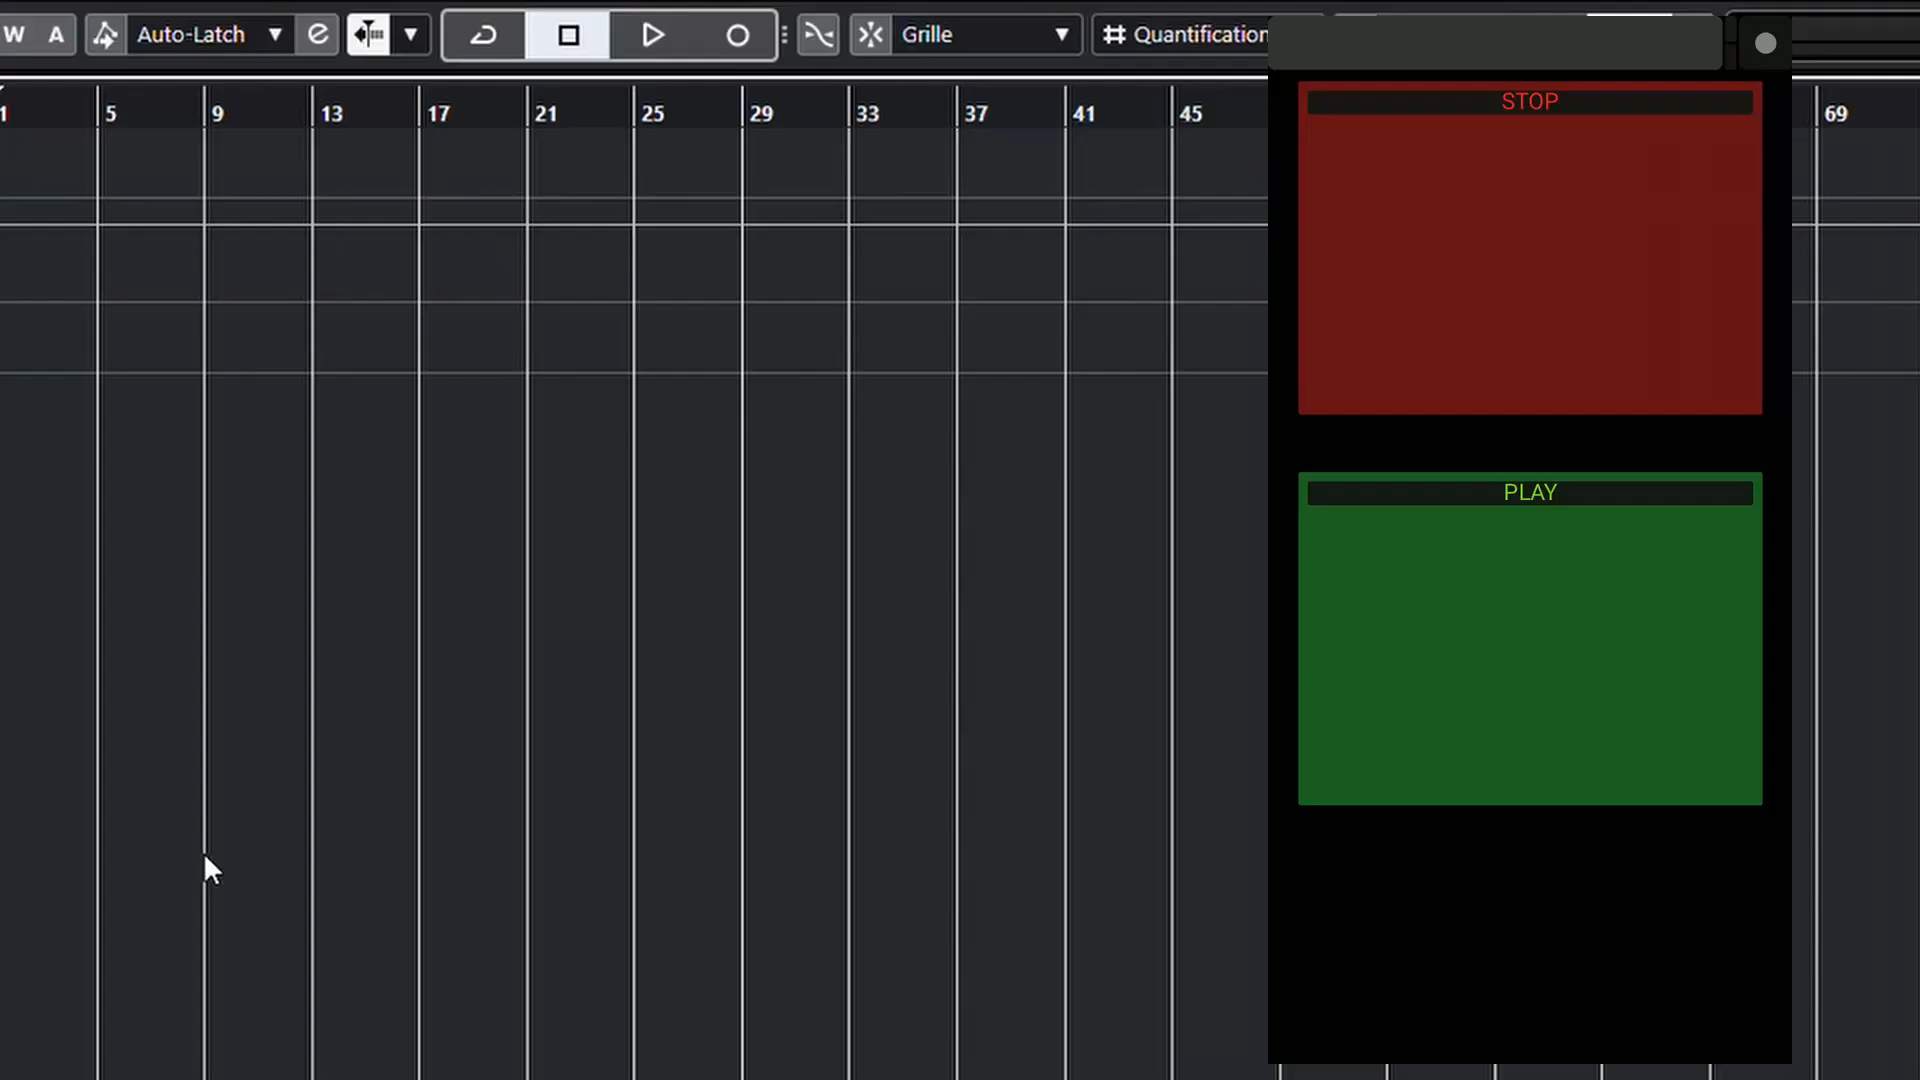 W A Auto-Latch e Grille Quantification
1 5 9 13 17 21 25 29 33 37 41 45 69
STOP
PLAY